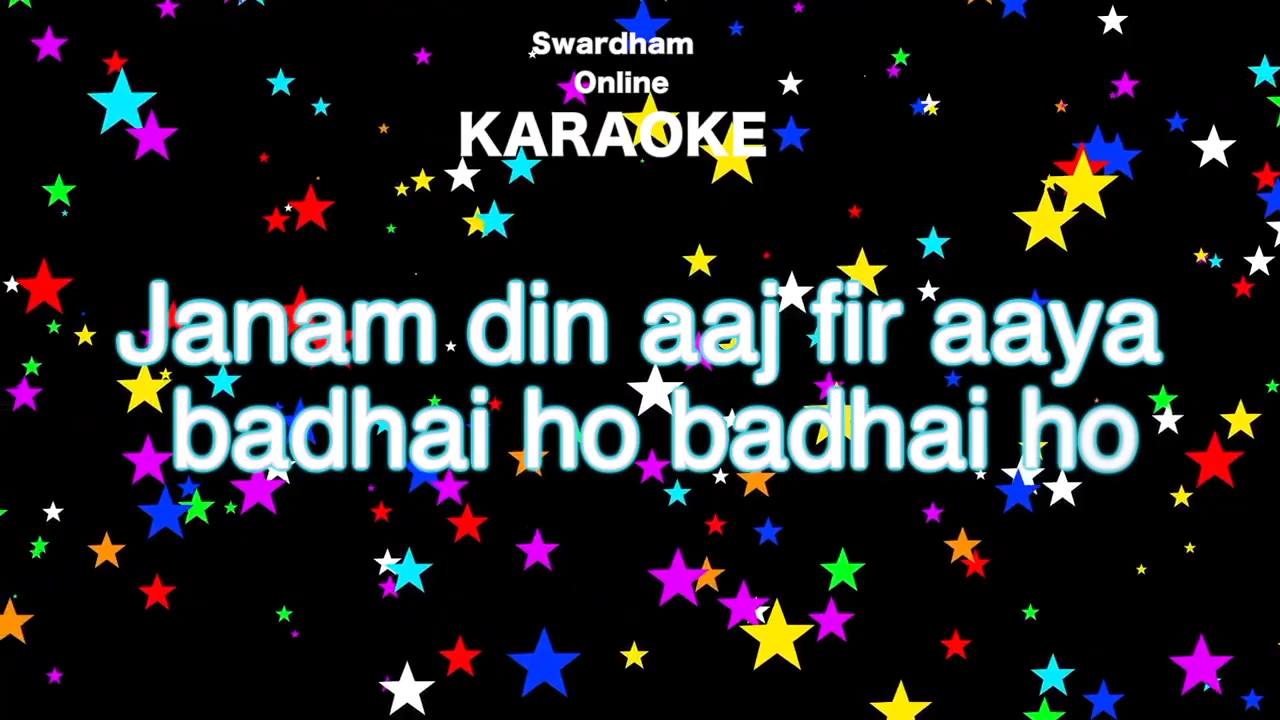 Swardham
Online
KARAOKE
Janam din aaj fir aaya
badhai ho badhai ho